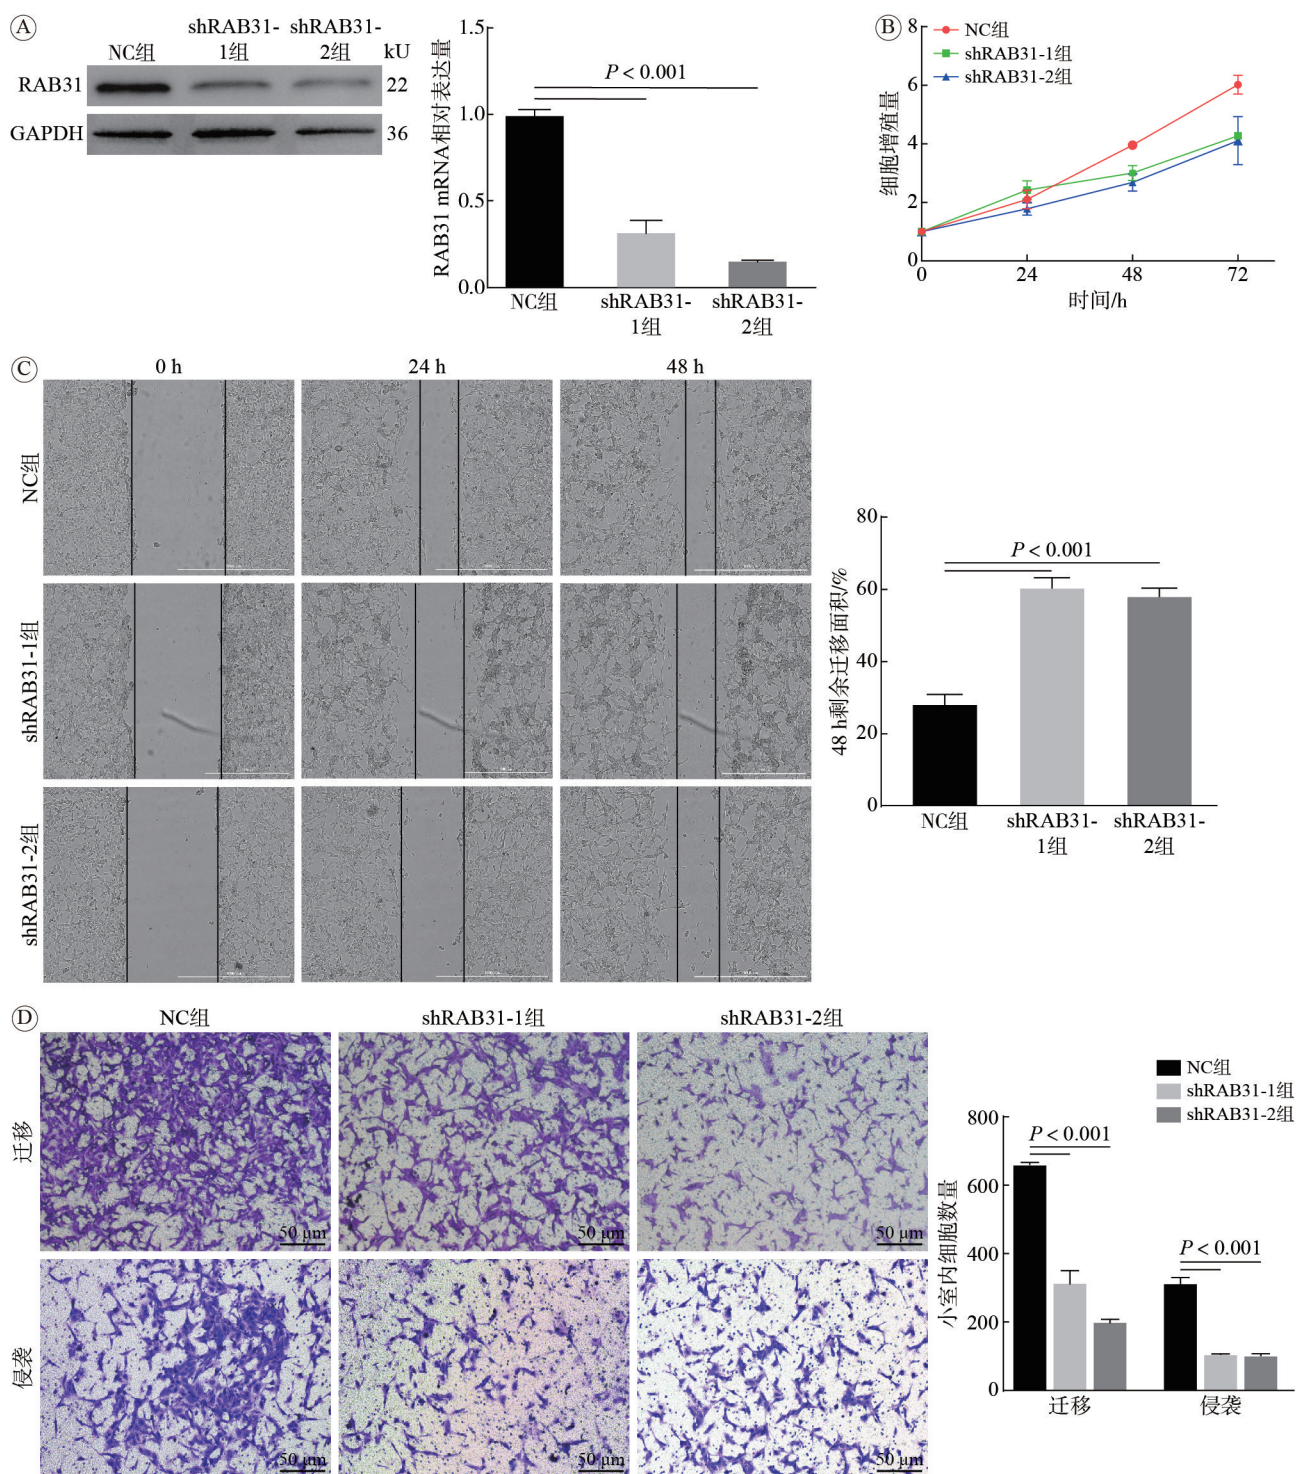 A
NC组
shRAB31-
1组
shRAB31-
2组
kU
RAB31
22
GAPDH
36
RAB31 mRNA相对表达量
1.5
1.0
0.5
0.0
P < 0.001
NC组
shRAB31-
1组
shRAB31-
2组
B
细胞增殖量
8
6
4
2
0
NC组
shRAB31-1组
shRAB31-2组
0
24
48
72
时间/h
C
0 h
24 h
48 h
NC组
shRAB31-1组
shRAB31-2组
48 h剩余迁移面积/%
80
60
40
20
0
P < 0.001
NC组
shRAB31-
1组
shRAB31-
2组
D
NC组
shRAB31-1组
shRAB31-2组
迁移
50 μm
50 μm
50 μm
侵袭
50 μm
50 μm
50 μm
NC组
shRAB31-1组
shRAB31-2组
小室内细胞数量
800
600
400
200
0
P < 0.001
P < 0.001
迁移
侵袭